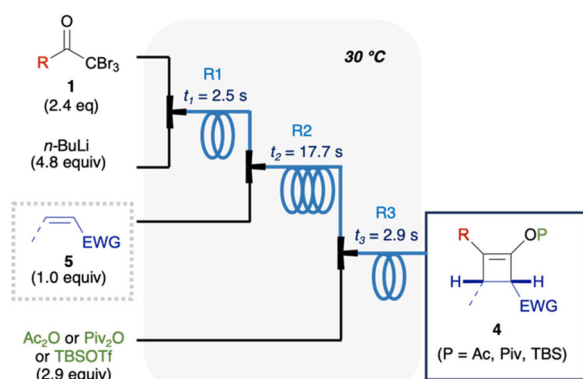 O
R
CBr3
1
(2.4 eq)
n-BuLi
(4.8 equiv)
EWG
5
(1.0 equiv)
Ac2O or Piv2O
or TBSOTf
(2.9 equiv)
30 °C
R1
t1 = 2.5 s
R2
t2 = 17.7 s
R3
t3 = 2.9 s
R
OP
H
H
EWG
4
(P = Ac, Piv, TBS)